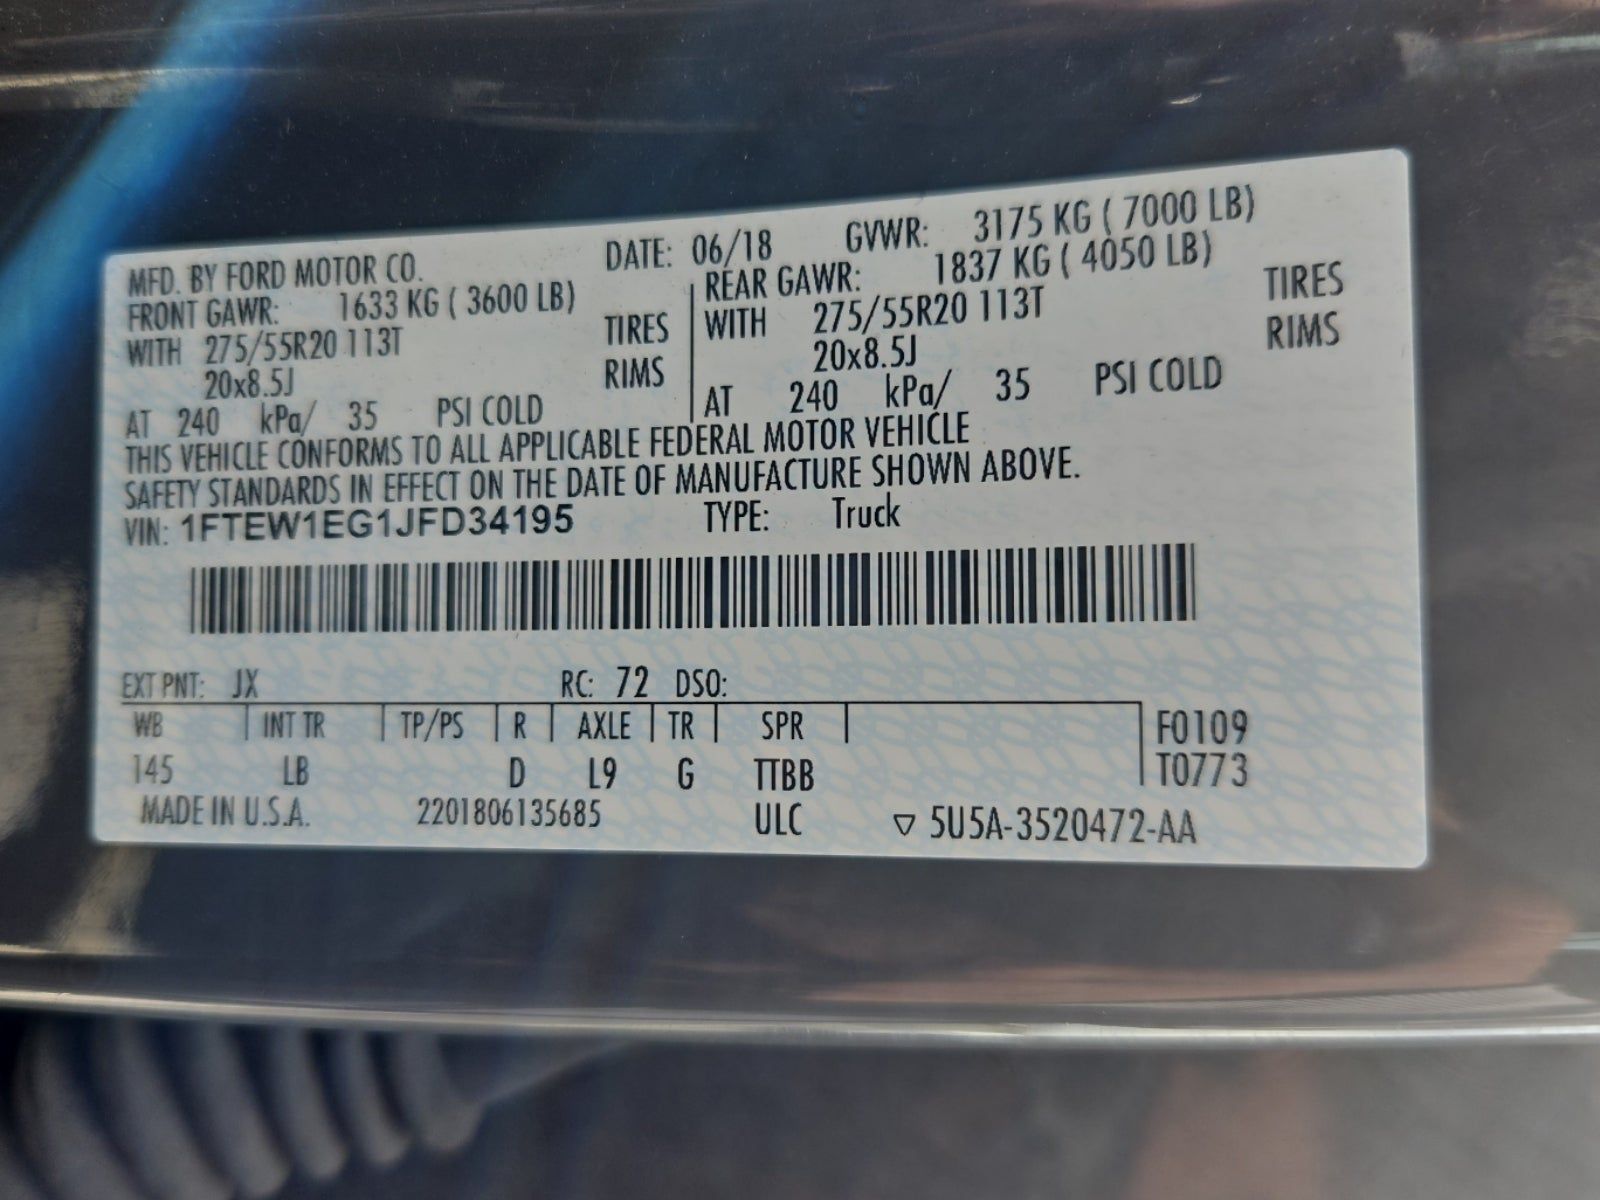 MFD. BY FORD MOTOR CO. DATE: 06/18 GVWR: 3175 KG ( 7000 LB)
FRONT GAWR: 1633 KG ( 3600 LB) REAR GAWR: 1837 KG ( 4050 LB)
WITH 275/55R20 113T TIRES WITH 275/55R20 113T TIRES
20x8.5J RIMS 20x8.5J RIMS
AT 240 kPa/ 35 PSI COLD AT 240 kPa/ 35 PSI COLD
THIS VEHICLE CONFORMS TO ALL APPLICABLE FEDERAL MOTOR VEHICLE
SAFETY STANDARDS IN EFFECT ON THE DATE OF MANUFACTURE SHOWN ABOVE.
VIN: 1FTEW1EG1JFD34195 TYPE: Truck
EXT PNT: JX RC: 72 DSO:
WB INT TR TP/PS R AXLE TR SPR F0109
145 LB D L9 G TTBB T0773
MADE IN U.S.A. 2201806135685 ULC ▽ 5U5A-3520472-AA